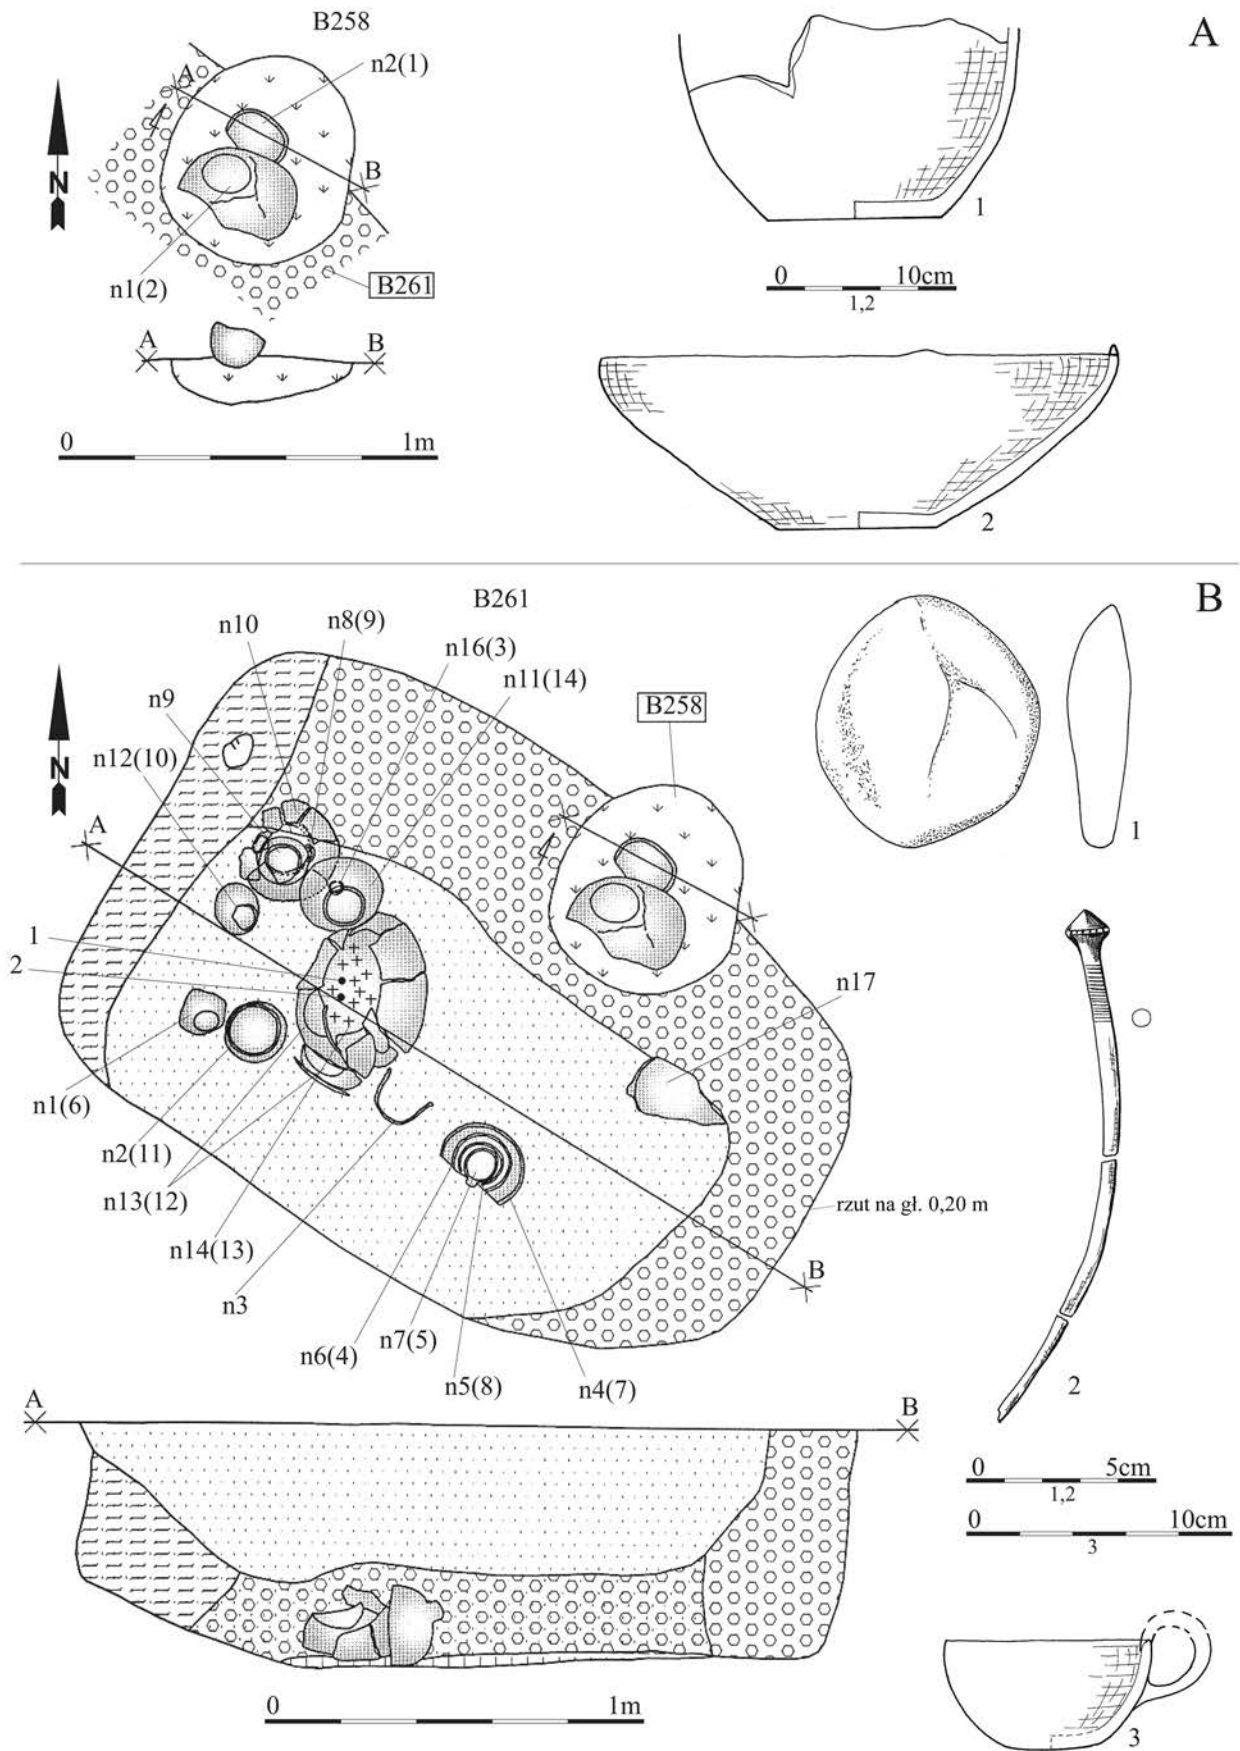 B258
A
n2(1)
A
N
B
n1(2)
B261
A
B
0 1m
1
0 10cm
1,2
2
B261
B
n10
n8(9)
n16(3)
n9
n11(14)
B258
n12(10)
N
A
1
2
n17
n1(6)
n2(11)
n13(12)
rzut na gł. 0,20 m
n14(13)
B
n3
n7(5)
n6(4)
n5(8)
n4(7)
1
2
A
B
0 5cm
1,2
0 10cm
3
0 1m
3